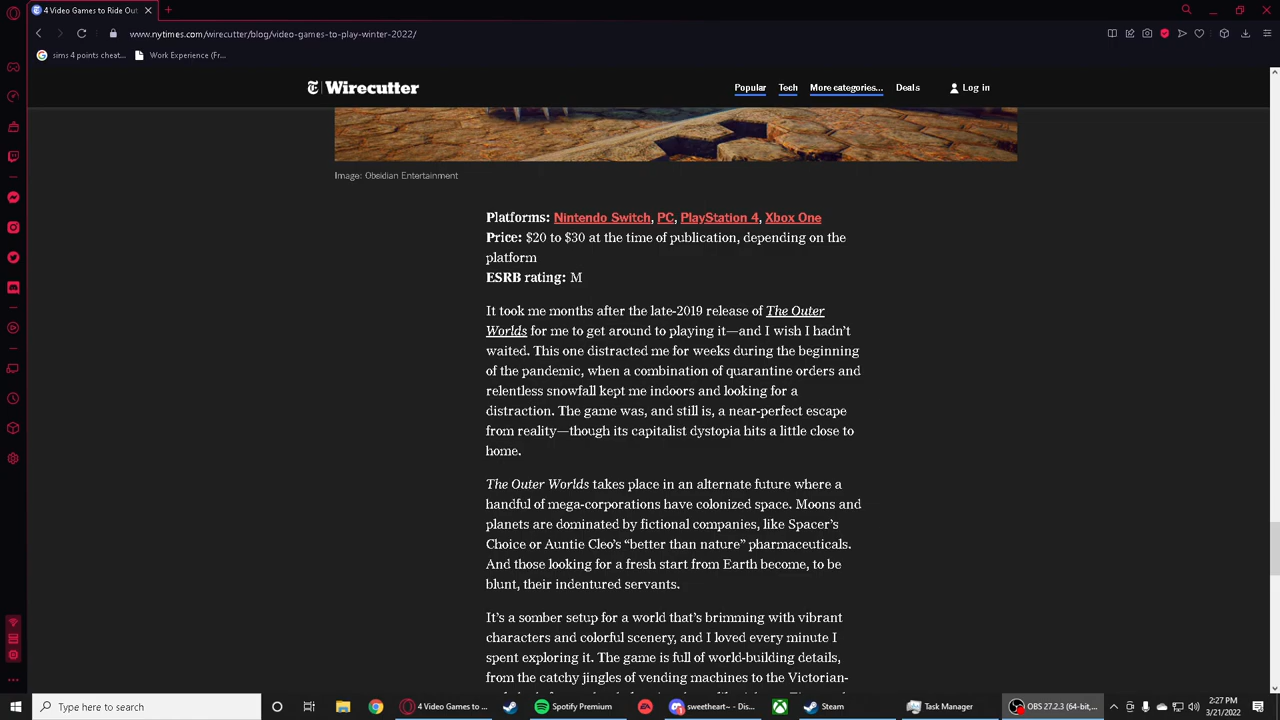 4 Video Games to Ride Out
www.nytimes.com/wirecutter/blog/video-games-to-play-winter-2022/
sims 4 points cheat...
Work Experience (Fr...
Wirecutter
Popular
Tech
More categories...
Deals
Log in
Image: Obsidian Entertainment
Platforms: Nintendo Switch, PC, PlayStation 4, Xbox One
Price: $20 to $30 at the time of publication, depending on the
platform
ESRB rating: M
It took me months after the late-2019 release of The Outer
Worlds for me to get around to playing it—and I wish I hadn’t
waited. This one distracted me for weeks during the beginning
of the pandemic, when a combination of quarantine orders and
relentless snowfall kept me indoors and looking for a
distraction. The game was, and still is, a near-perfect escape
from reality—though its capitalist dystopia hits a little close to
home.
The Outer Worlds takes place in an alternate future where a
handful of mega-corporations have colonized space. Moons and
planets are dominated by fictional companies, like Spacer’s
Choice or Auntie Cleo’s “better than nature” pharmaceuticals.
And those looking for a fresh start from Earth become, to be
blunt, their indentured servants.
It’s a somber setup for a world that’s brimming with vibrant
characters and colorful scenery, and I loved every minute I
spent exploring it. The game is full of world-building details,
from the catchy jingles of vending machines to the Victorian-
Type here to search
4 Video Games to ...
Spotify Premium
sweetheart~ - Dis...
Steam
Task Manager
OBS 27.2.3 (64-bit,...
2:27 PM
3/21/2022